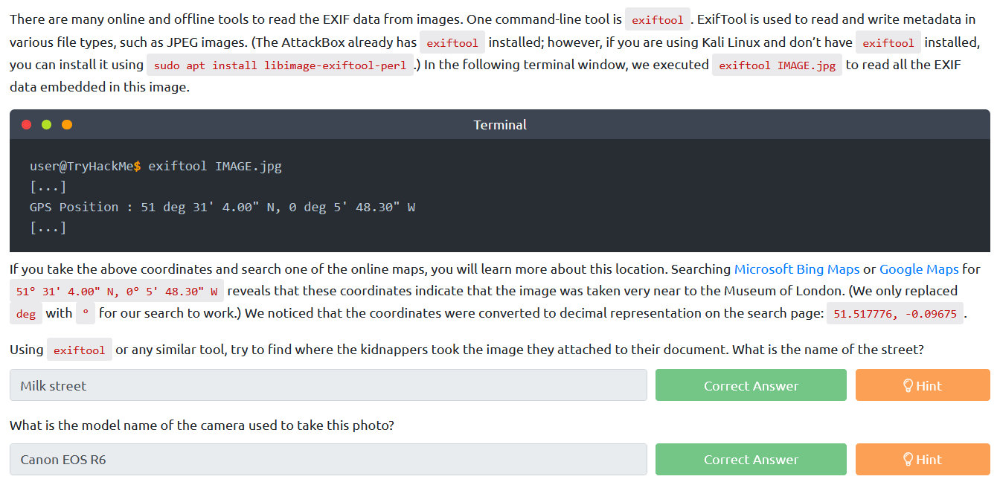 There are many online and offline tools to read the EXIF data from images. One command-line tool is exiftool . ExifTool is used to read and write metadata in
various file types, such as JPEG images. (The AttackBox already has exiftool installed; however, if you are using Kali Linux and don’t have exiftool installed,
you can install it using sudo apt install libimage-exiftool-perl .) In the following terminal window, we executed exiftool IMAGE.jpg to read all the EXIF
data embedded in this image.
Terminal
user@TryHackMe$ exiftool IMAGE.jpg
[...]
GPS Position : 51 deg 31' 4.00" N, 0 deg 5' 48.30" W
[...]
If you take the above coordinates and search one of the online maps, you will learn more about this location. Searching Microsoft Bing Maps or Google Maps for
51° 31' 4.00" N, 0° 5' 48.30" W reveals that these coordinates indicate that the image was taken very near to the Museum of London. (We only replaced
deg with ° for our search to work.) We noticed that the coordinates were converted to decimal representation on the search page: 51.517776, -0.09675 .
Using exiftool or any similar tool, try to find where the kidnappers took the image they attached to their document. What is the name of the street?
Milk street Correct Answer Hint
What is the model name of the camera used to take this photo?
Canon EOS R6 Correct Answer Hint